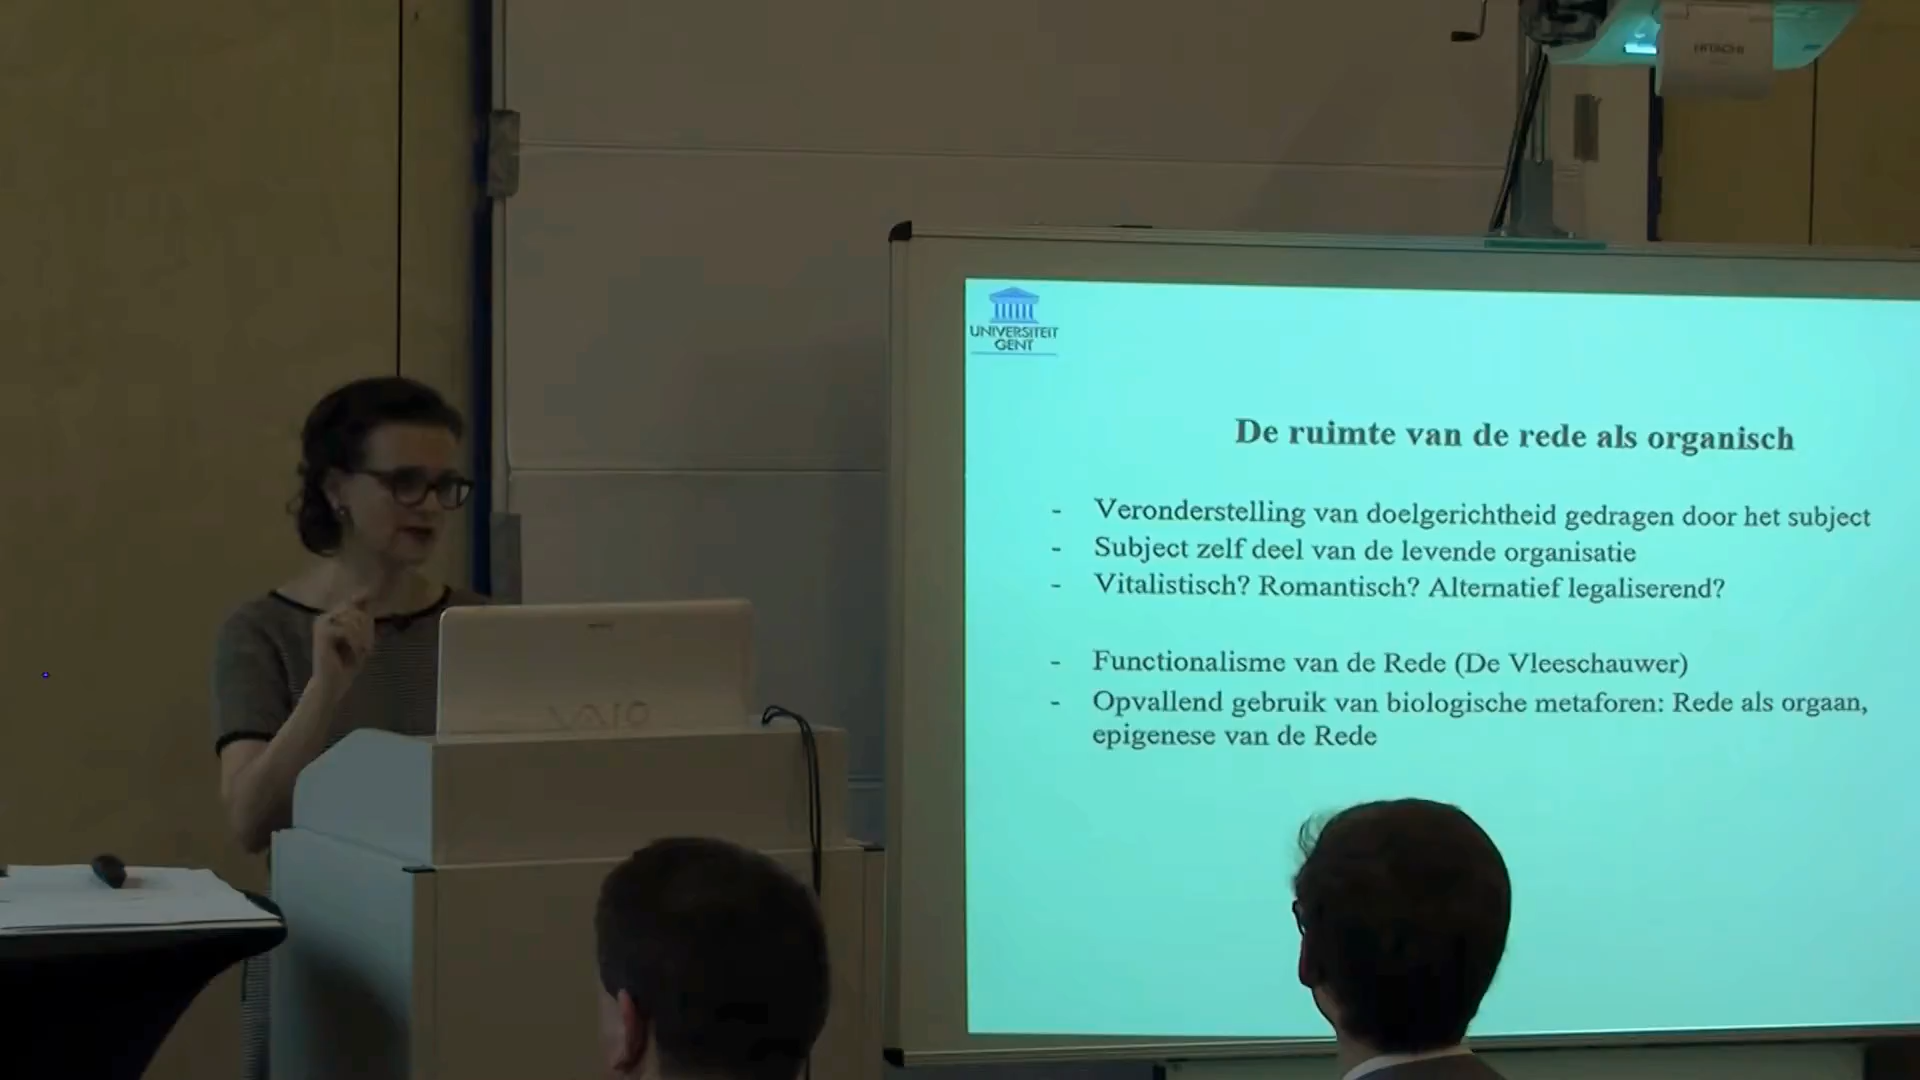 HITACHI
UNIVERSITEIT
GENT
De ruimte van de rede als organisch
- Veronderstelling van doelgerichtheid gedragen door het subject
- Subject zelf deel van de levende organisatie
- Vitalistisch? Romantisch? Alternatief legaliserend?
- Functionalisme van de Rede (De Vleeschauwer)
- Opvallend gebruik van biologische metaforen: Rede als orgaan,
epigenese van de Rede
VAIO